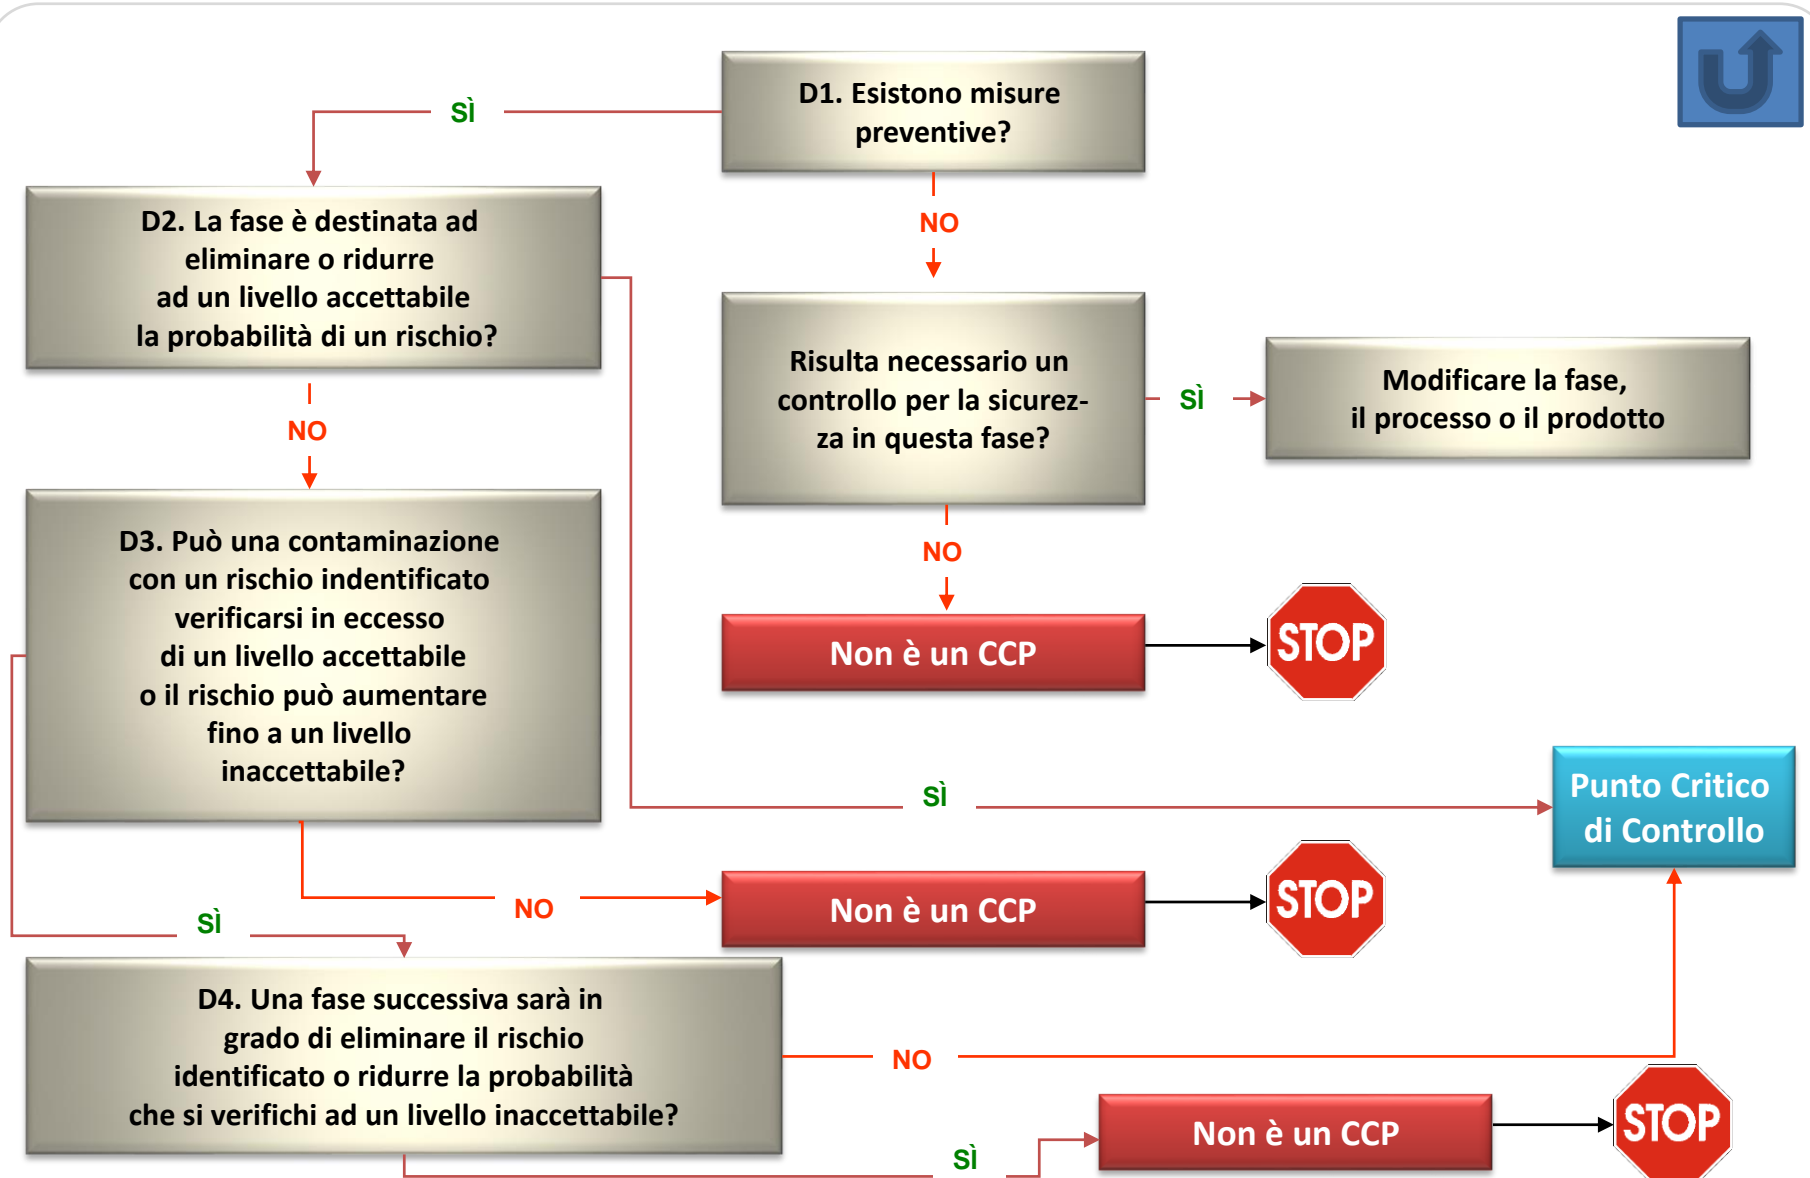 D1. Esistono misure
preventive?
SÌ
NO
D2. La fase è destinata ad
eliminare o ridurre
ad un livello accettabile
la probabilità di un rischio?
Risulta necessario un
controllo per la sicurez-
za in questa fase?
SÌ
Modificare la fase,
il processo o il prodotto
NO
NO
D3. Può una contaminazione
con un rischio indentificato
verificarsi in eccesso
di un livello accettabile
o il rischio può aumentare
fino a un livello
inaccettabile?
Non è un CCP
STOP
SÌ
Punto Critico
di Controllo
NO
Non è un CCP
STOP
SÌ
D4. Una fase successiva sarà in
grado di eliminare il rischio
identificato o ridurre la probabilità
che si verifichi ad un livello inaccettabile?
NO
SÌ
Non è un CCP
STOP